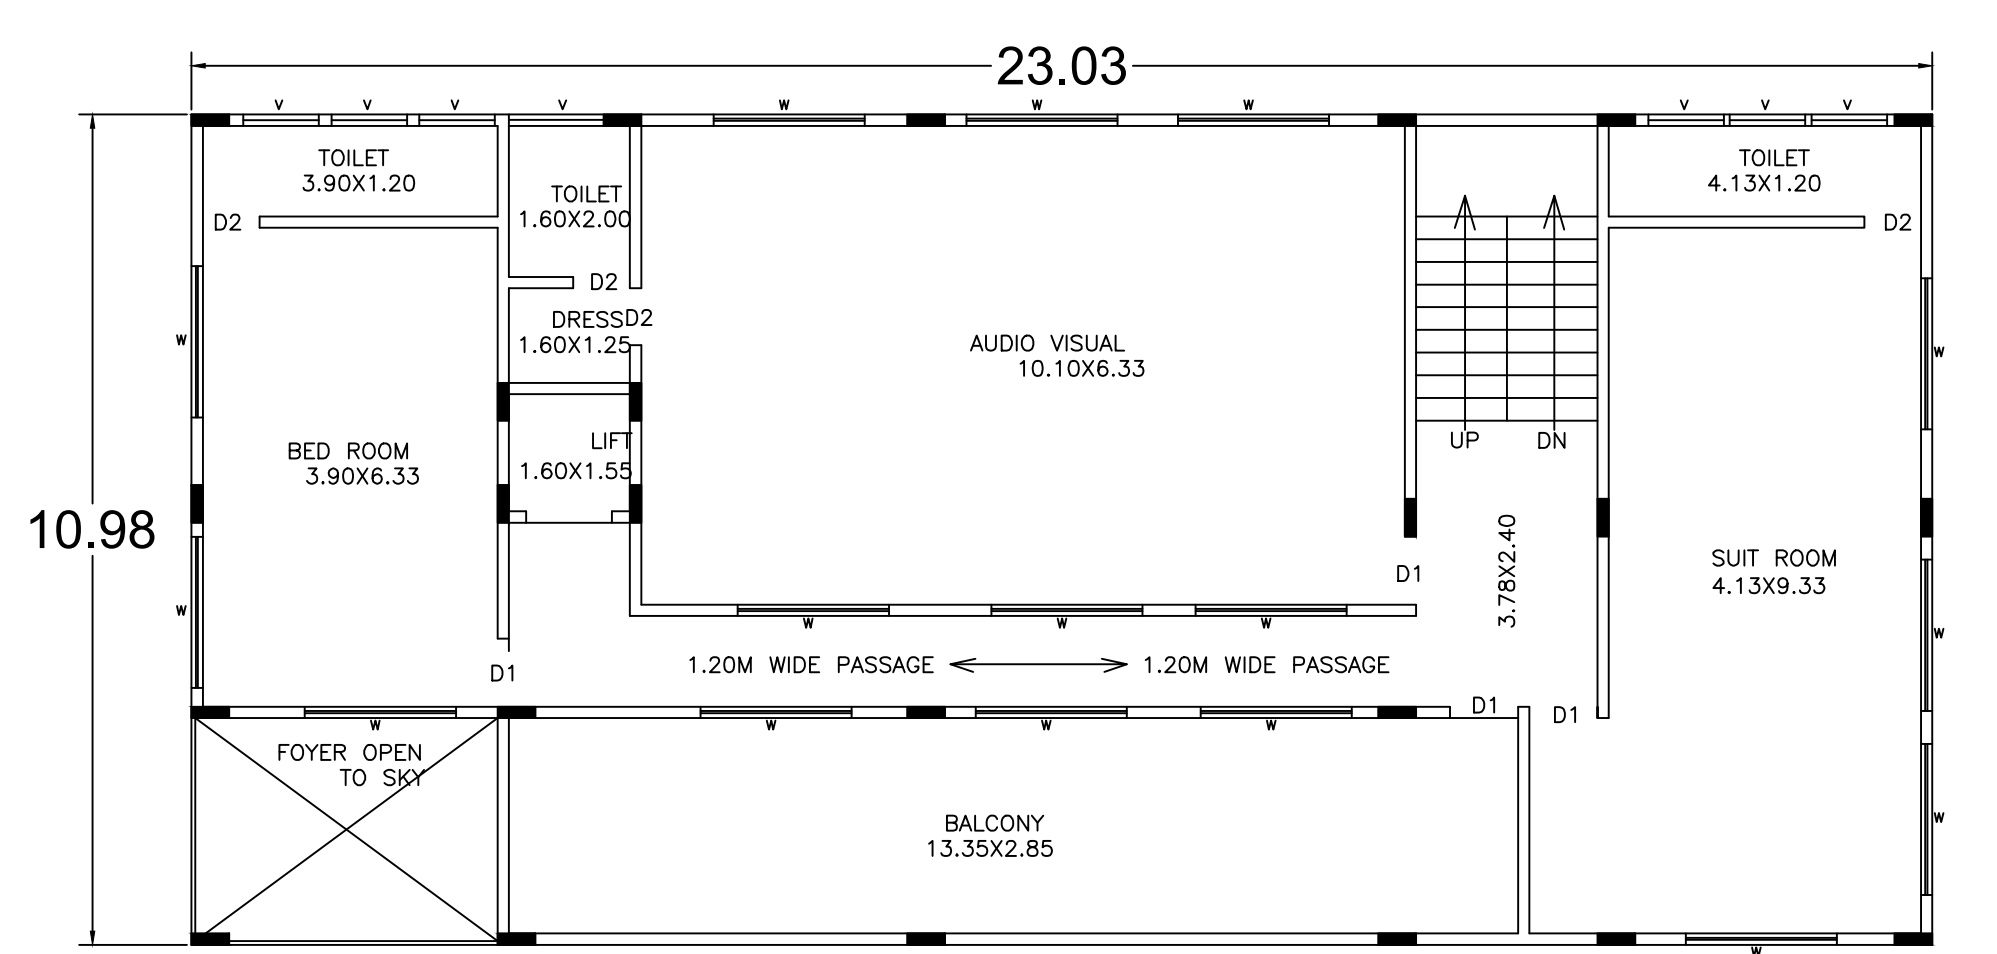 23.03
V V V V W W W V V V
TOILET
3.90X1.20
TOILET
4.13X1.20
TOILET
1.60X2.00
D2
D2
D2
DRESS D2
1.60X1.25
W
AUDIO VISUAL
10.10X6.33
W
UP DN
LIFT
1.60X1.55
BED ROOM
3.90X6.33
10.98
3.78X2.40
SUIT ROOM
4.13X9.33
D1
W
W W W
W
1.20M WIDE PASSAGE 1.20M WIDE PASSAGE
D1
D1 D1
W W W W
FOYER OPEN
TO SKY
BALCONY
13.35X2.85
W
W